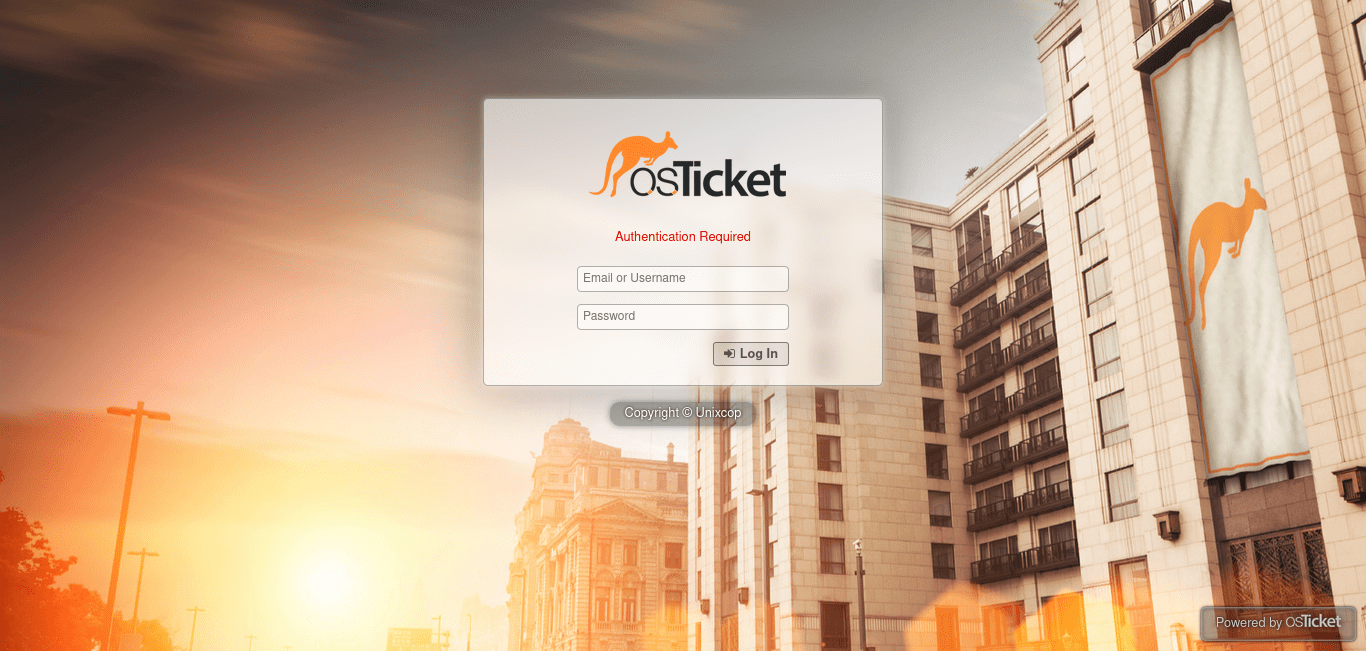 osTicket
Authentication Required
Email or Username
Password
Log In
Copyright © Unixcop
Powered by osTicket